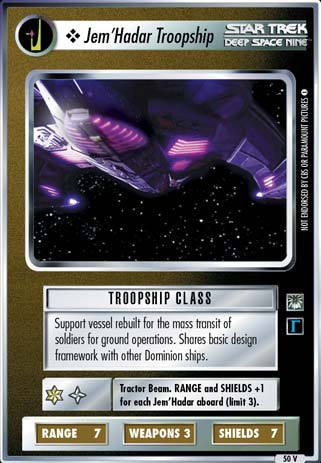 ❖ Jem'Hadar Troopship
STAR TREK
DEEP SPACE NINE™
NOT ENDORSED BY CBS OR PARAMOUNT PICTURES
TROOPSHIP CLASS
Support vessel rebuilt for the mass transit of
soldiers for ground operations. Shares basic design
framework with other Dominion ships.
Tractor Beam. RANGE and SHIELDS +1
for each Jem'Hadar aboard (limit 3).
RANGE 7 WEAPONS 3 SHIELDS 7
50 V